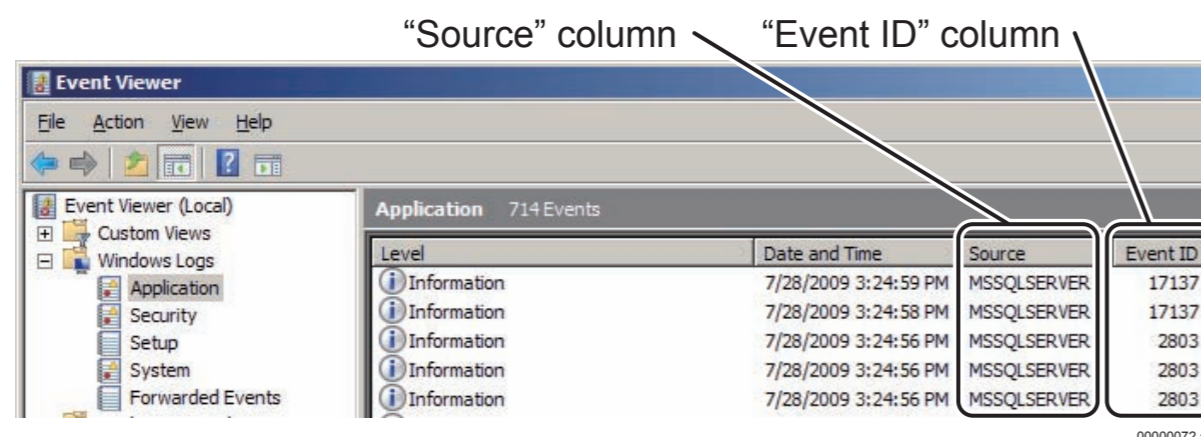 “Source” column “Event ID” column
Event Viewer
File Action View Help
Event Viewer (Local)
Custom Views
Windows Logs
Application
Security
Setup
System
Forwarded Events
Application 714 Events
Level Date and Time Source Event ID
Information 7/28/2009 3:24:59 PM MSSQLSERVER 17137
Information 7/28/2009 3:24:58 PM MSSQLSERVER 17137
Information 7/28/2009 3:24:56 PM MSSQLSERVER 2803
Information 7/28/2009 3:24:56 PM MSSQLSERVER 2803
Information 7/28/2009 3:24:56 PM MSSQLSERVER 2803